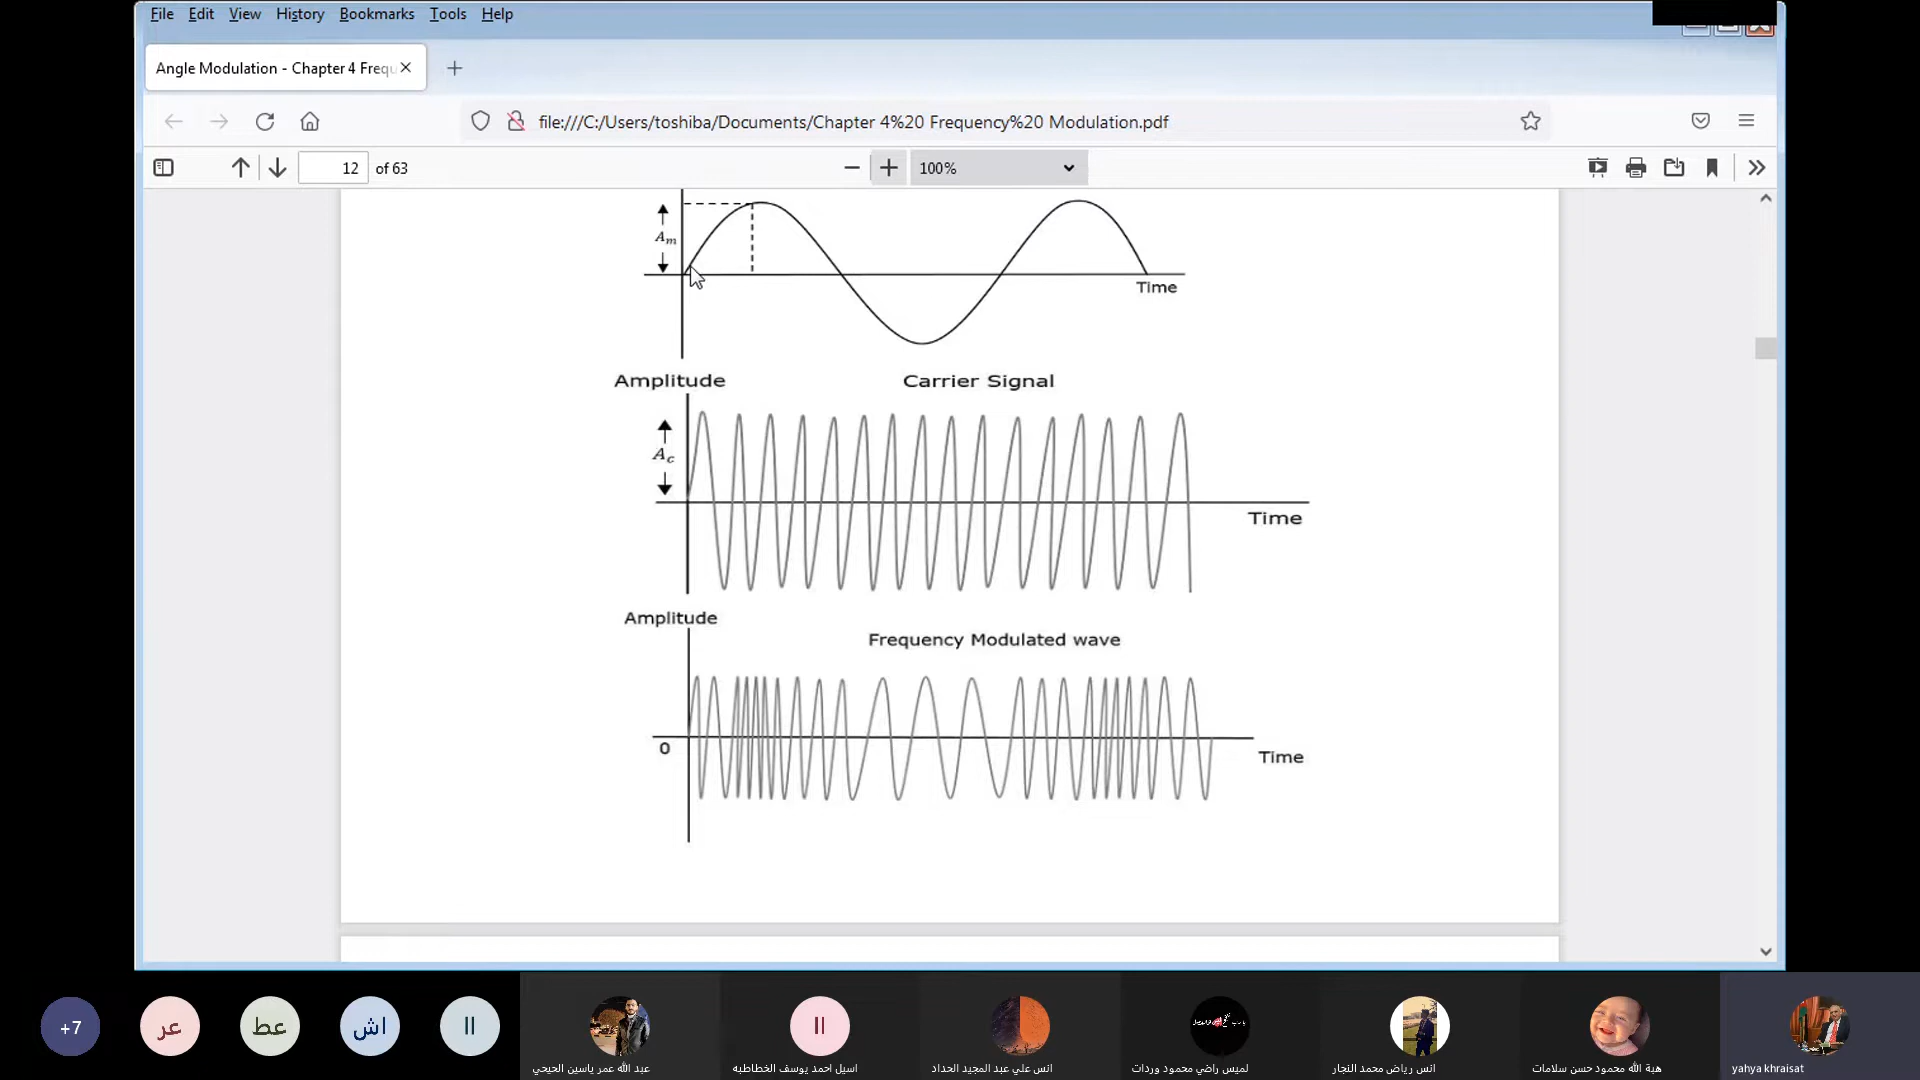 File Edit View History Bookmarks Tools Help
Angle Modulation - Chapter 4 Frequ
file:///C:/Users/toshiba/Documents/Chapter 4%20 Frequency%20 Modulation.pdf
12 of 63
100%
Am
Time
Amplitude
Carrier Signal
Ac
Time
Amplitude
Frequency Modulated wave
0
Time
+7
عر
عط
اش
اا
اا
عبد الله عمر ياسين الحيحي
اسيل احمد يوسف الخطاطبه
انس علي عبد المجيد الحداد
لميس راضي محمود وردات
انس رياض محمد النجار
هبة الله محمود حسن سلامات
yahya khraisat